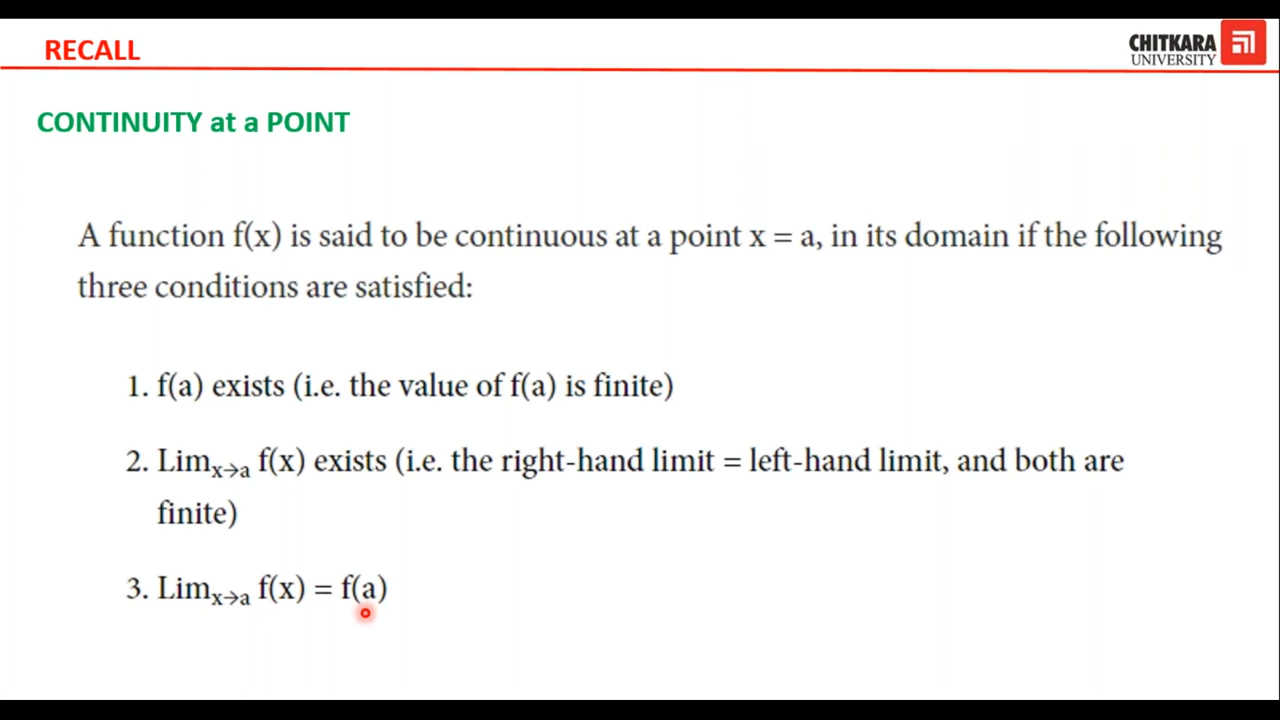 RECALL
CHITKARA
UNIVERSITY
CONTINUITY at a POINT
A function f(x) is said to be continuous at a point x = a, in its domain if the following
three conditions are satisfied:
1. f(a) exists (i.e. the value of f(a) is finite)
2. Limₓ→ₐ f(x) exists (i.e. the right-hand limit = left-hand limit, and both are
finite)
3. Limₓ→ₐ f(x) = f(a)